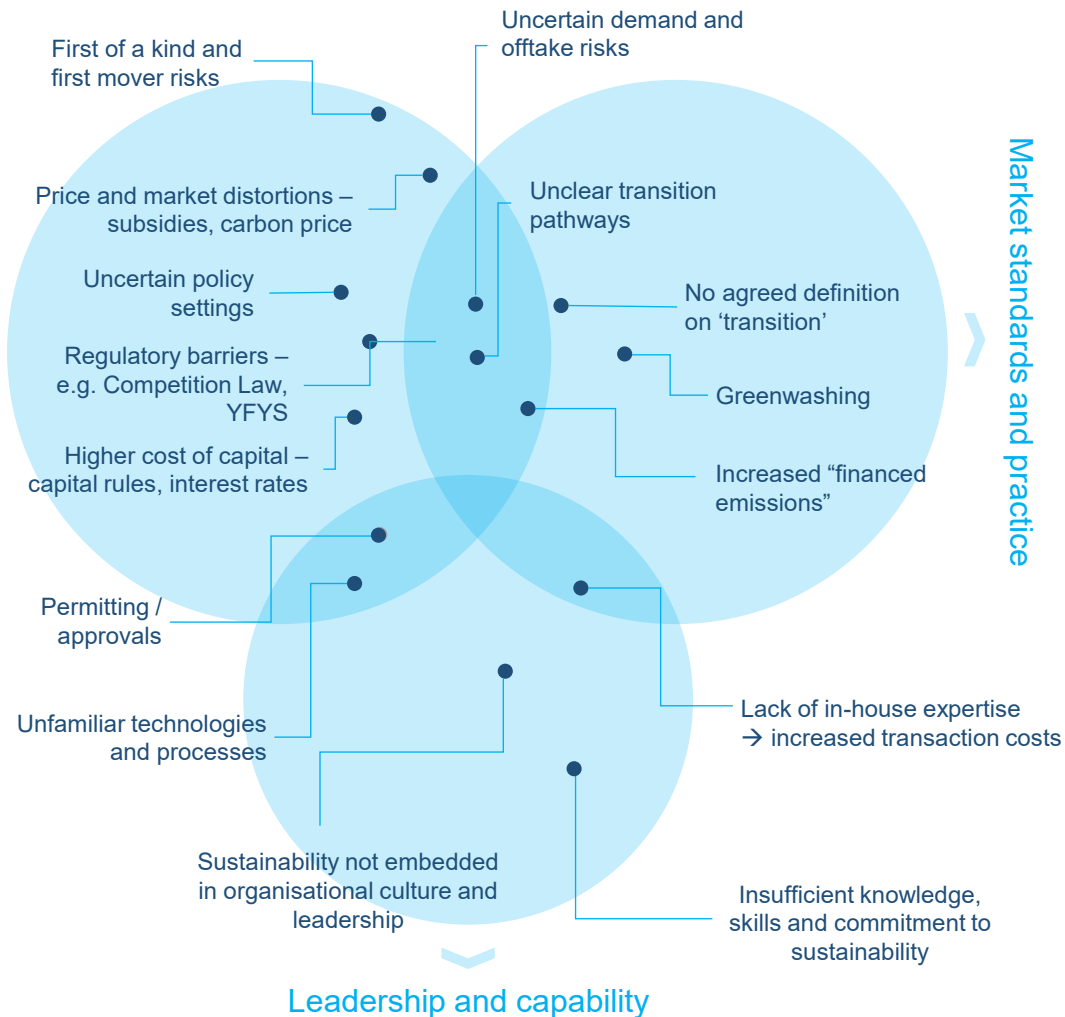 Uncertain demand and
offtake risks
First of a kind and
first mover risks
Price and market distortions –
subsidies, carbon price
Unclear transition
pathways
Uncertain policy
settings
No agreed definition
on ‘transition’
Regulatory barriers –
e.g. Competition Law,
YFYS
Greenwashing
Higher cost of capital –
capital rules, interest rates
Increased “financed
emissions”
Market standards and practice
Permitting /
approvals
Unfamiliar technologies
and processes
Lack of in-house expertise
→ increased transaction costs
Sustainability not embedded
in organisational culture and
leadership
Insufficient knowledge,
skills and commitment to
sustainability
Leadership and capability